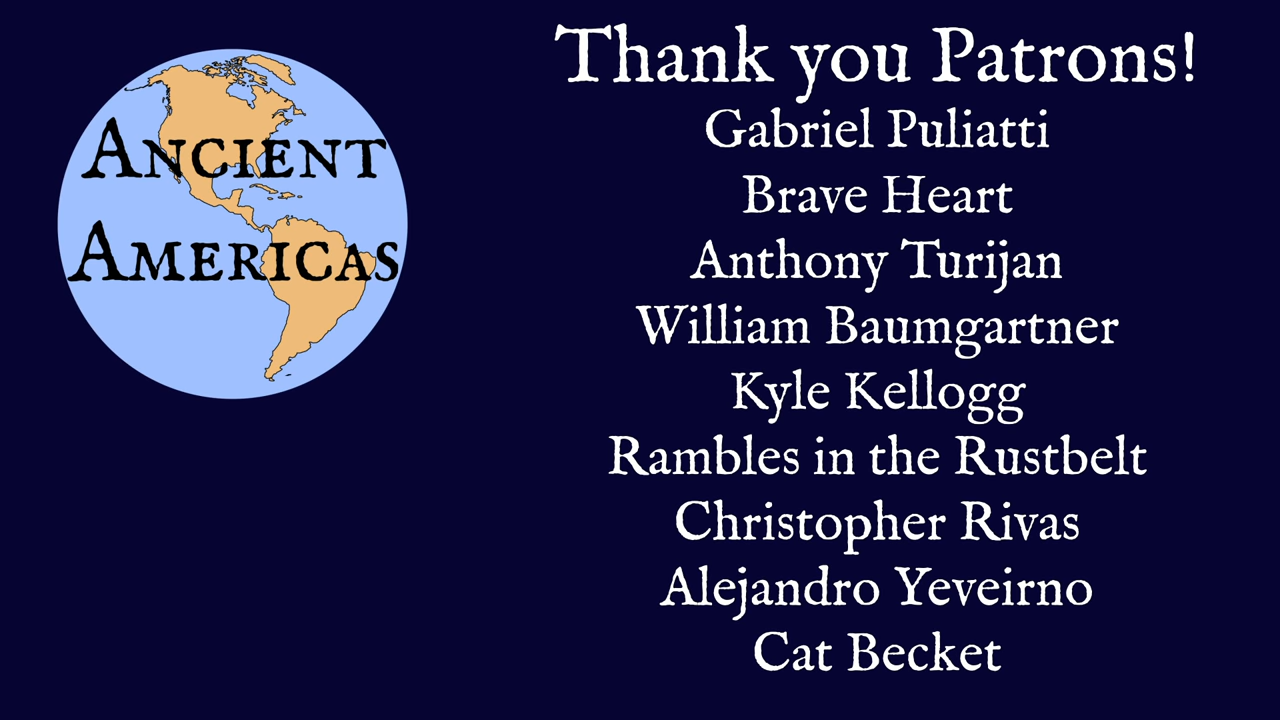 Ancient
Americas
Thank you Patrons!
Gabriel Puliatti
Brave Heart
Anthony Turijan
William Baumgartner
Kyle Kellogg
Rambles in the Rustbelt
Christopher Rivas
Alejandro Yeveirno
Cat Becket